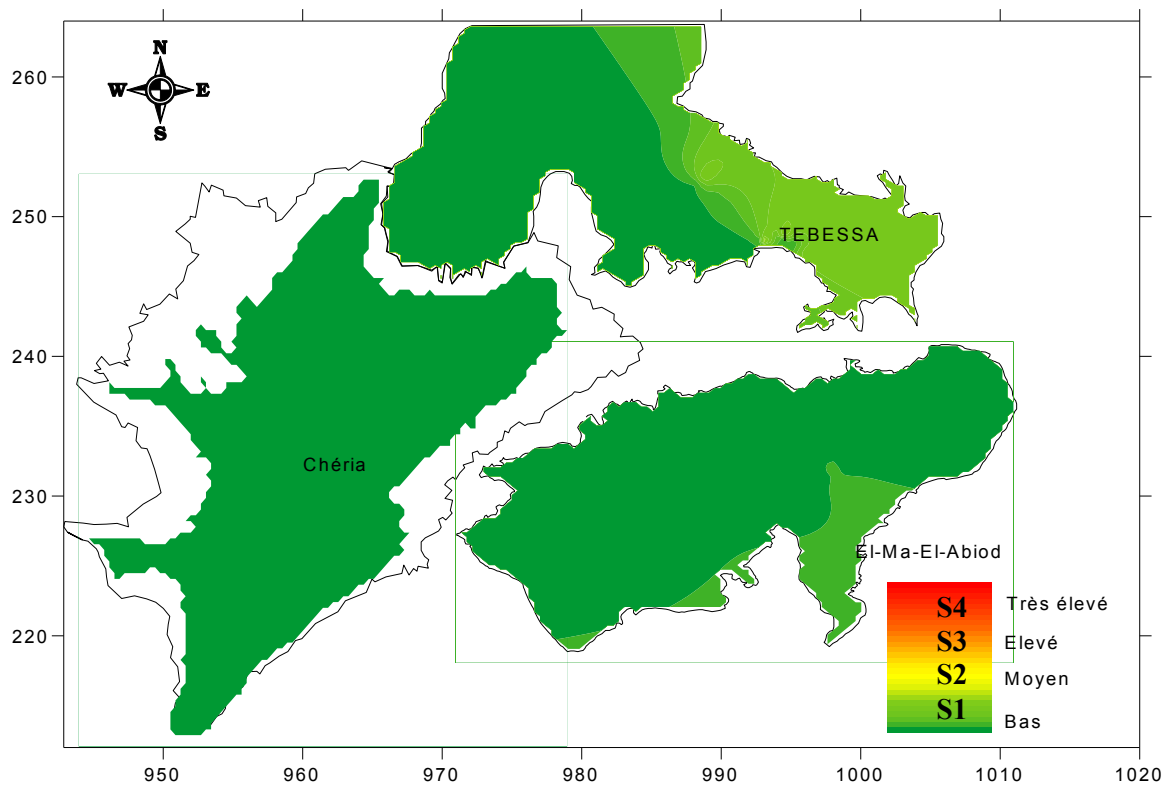 N
W E
S
260
250
240
230
220
TEBESSA
Chéria
El-Ma-El-Abiod
S4 Très élevé
S3 Elevé
S2 Moyen
S1 Bas
950 960 970 980 990 1000 1010 1020